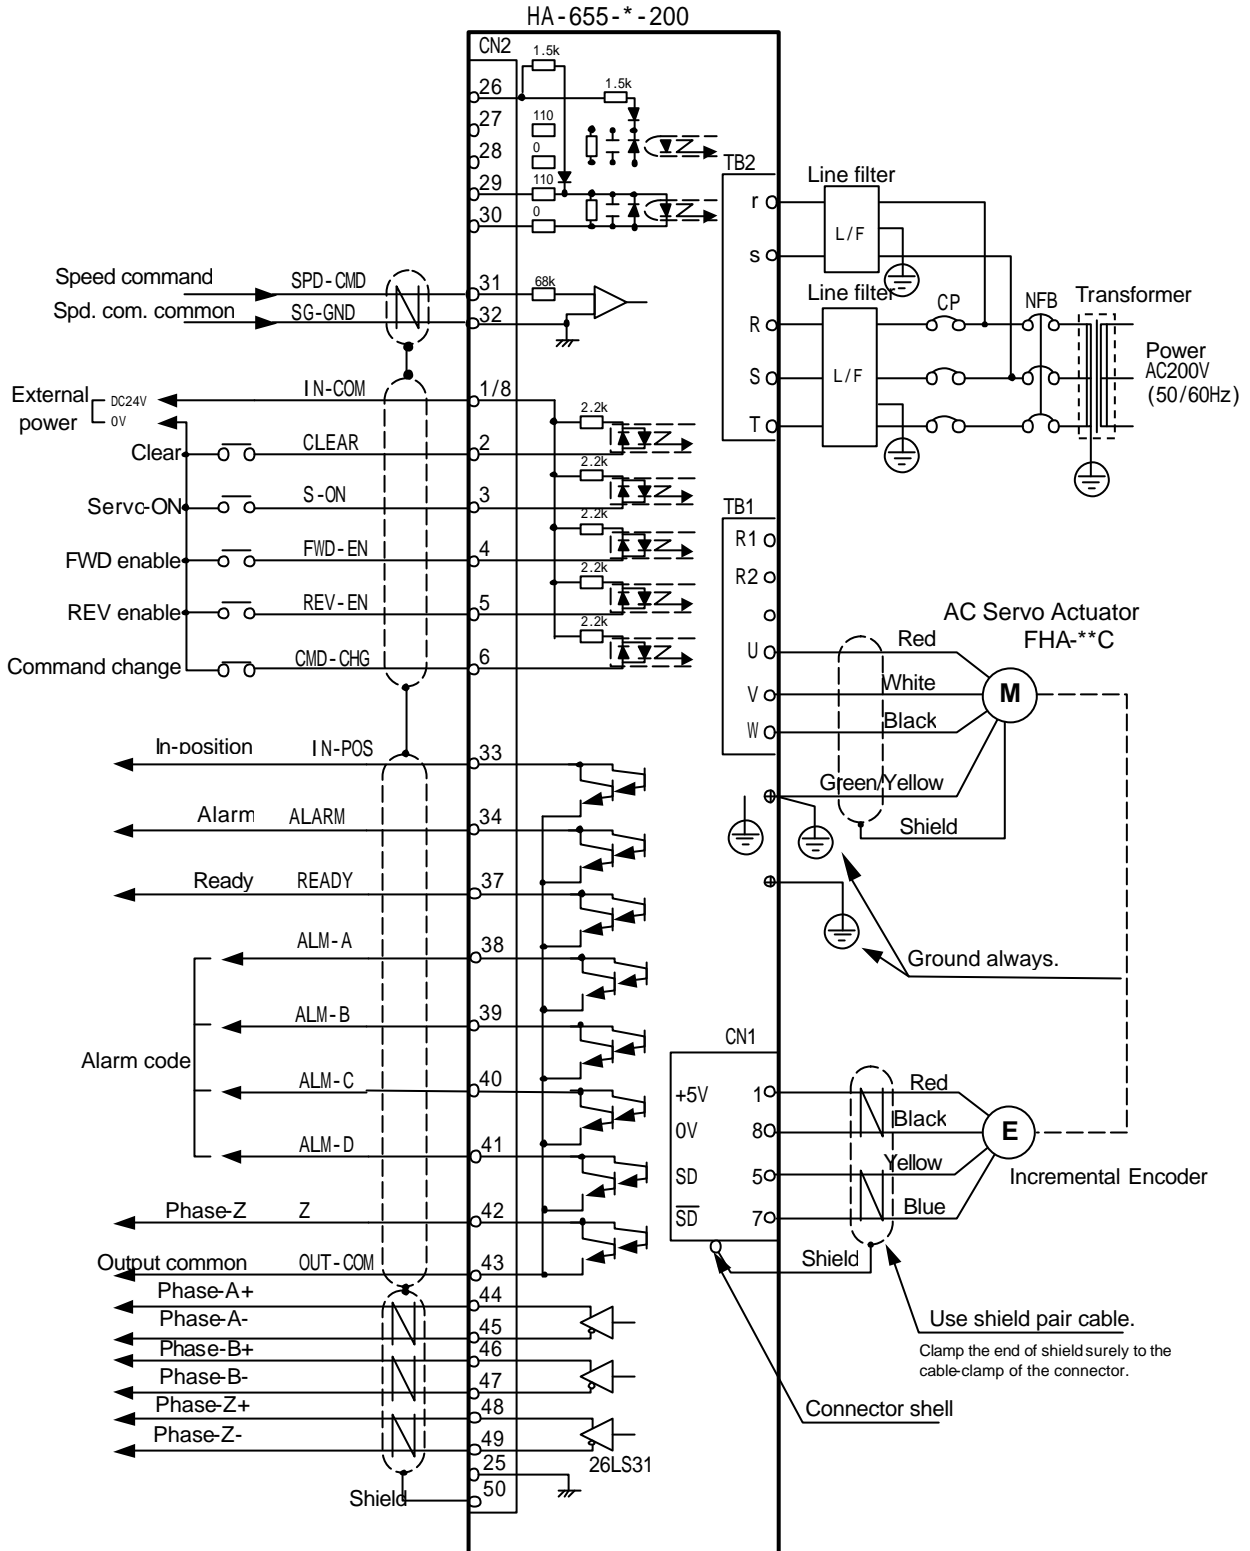 HA-655-*-200
CN2
1.5k
26
1.5k
27
110
28
0
29
110
30
0
TB2
r
s
R
S
T
Line filter
L/F
Line filter
L/F
CP
NFB
Transformer
Power
AC200V
(50/60Hz)
Speed command
SPD-CMD
31
68k
Spd. com. common
SG-GND
32
External
power
DC24V
0V
IN-COM
1/8
2.2k
Clear
CLEAR
2
2.2k
Servo-ON
S-ON
3
2.2k
FWD enable
FWD-EN
4
2.2k
REV enable
REV-EN
5
2.2k
Command change
CMD-CHG
6
TB1
R1
R2
U
V
W
AC Servo Actuator
FHA-**C
Red
White
Black
Green/Yellow
Shield
M
Ground always.
In-position
IN-POS
33
Alarm
ALARM
34
Ready
READY
37
ALM-A
38
ALM-B
39
Alarm code
ALM-C
40
ALM-D
41
Phase-Z
Z
42
Output common
OUT-COM
43
Phase-A+
44
Phase-A-
45
Phase-B+
46
Phase-B-
47
Phase-Z+
48
Phase-Z-
49
26LS31
25
50
Shield
CN1
+5V
1
Red
0V
8
Black
SD
5
Yellow
S̅D̅
7
Blue
E
Incremental Encoder
Shield
Use shield pair cable.
Clamp the end of shield surely to the
cable-clamp of the connector.
Connector shell